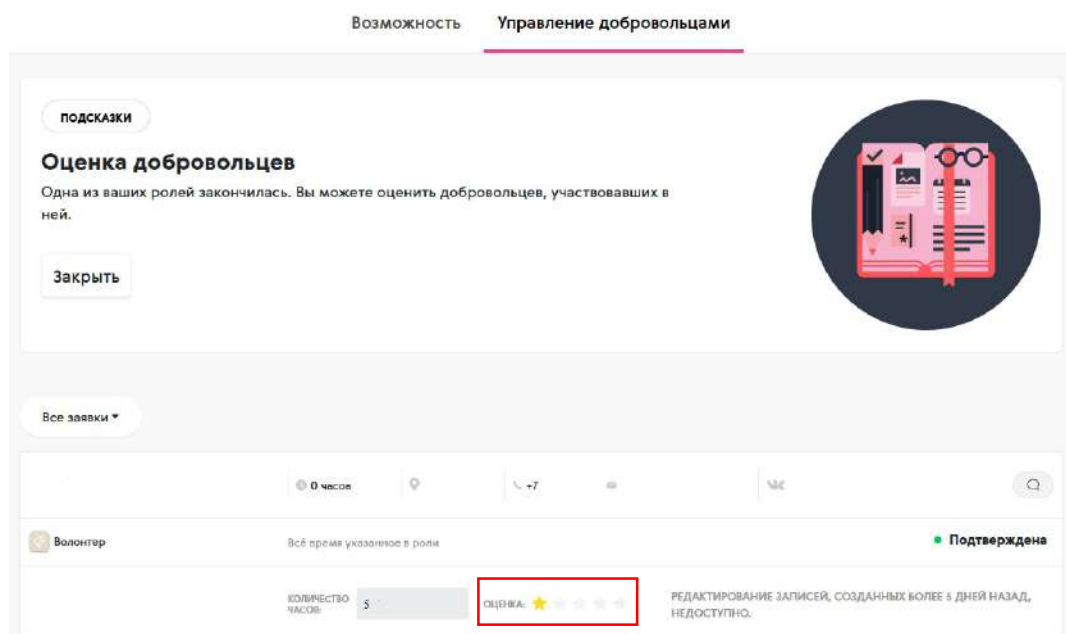 Возможность Управление добровольцами
ПОДСКАЗКИ
Оценка добровольцев
Одна из ваших ролей закончилась. Вы можете оценить добровольцев, участвовавших в
ней.
Закрыть
Все заявки
0 часов +7
Волонтер Всё время указанное в роли Подтверждена
КОЛИЧЕСТВО
ЧАСОВ: 5 ОЦЕНКА: РЕДАКТИРОВАНИЕ ЗАПИСЕЙ, СОЗДАННЫХ БОЛЕЕ 5 ДНЕЙ НАЗАД,
НЕДОСТУПНО.